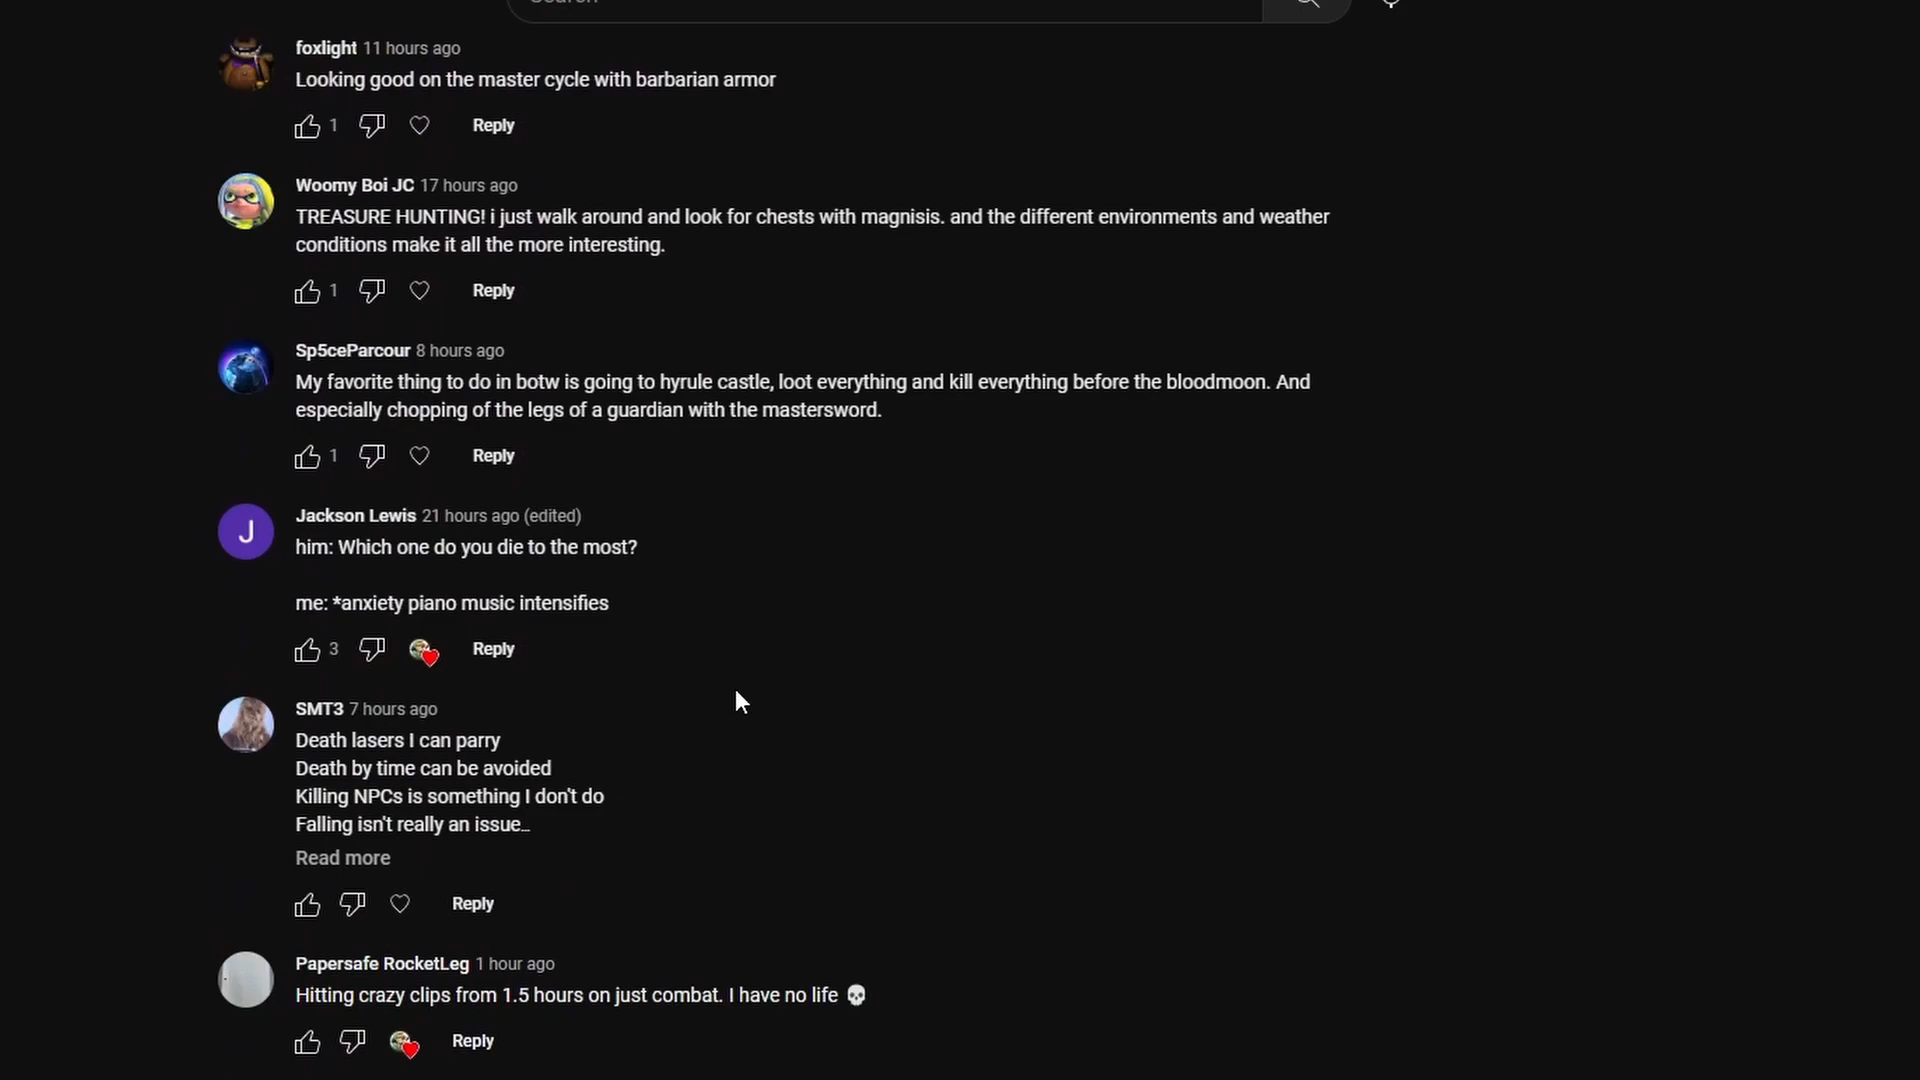 Search
foxlight 11 hours ago
Looking good on the master cycle with barbarian armor
1 Reply
Woomy Boi JC 17 hours ago
TREASURE HUNTING! i just walk around and look for chests with magnisis. and the different environments and weather
conditions make it all the more interesting.
1 Reply
Sp5ceParcour 8 hours ago
My favorite thing to do in botw is going to hyrule castle, loot everything and kill everything before the bloodmoon. And
especially chopping of the legs of a guardian with the mastersword.
1 Reply
J
Jackson Lewis 21 hours ago (edited)
him: Which one do you die to the most?
me: *anxiety piano music intensifies
3 Reply
SMT3 7 hours ago
Death lasers I can parry
Death by time can be avoided
Killing NPCs is something I don't do
Falling isn't really an issue…
Read more
Reply
Papersafe RocketLeg 1 hour ago
Hitting crazy clips from 1.5 hours on just combat. I have no life 💀
Reply